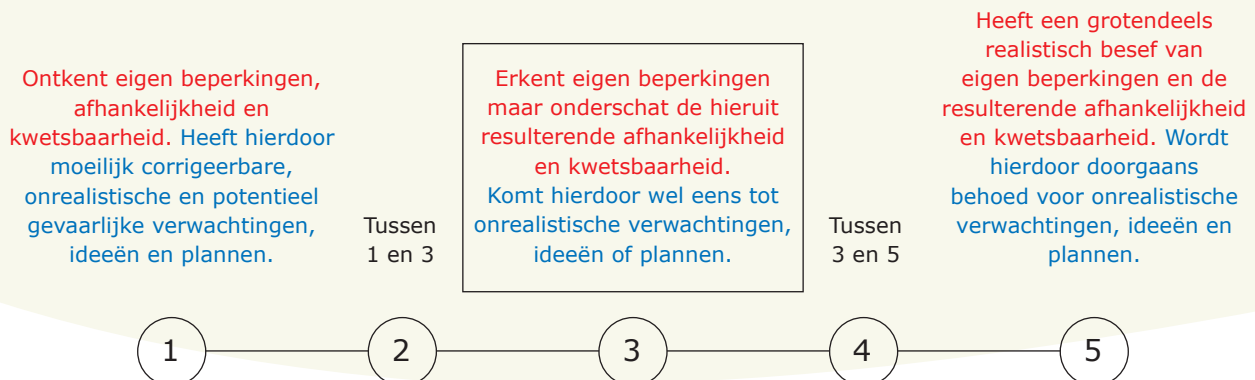 Ontkent eigen beperkingen,
afhankelijkheid en
kwetsbaarheid. Heeft hierdoor
moeilijk corrigeerbare,
onrealistische en potentieel
gevaarlijke verwachtingen,
ideeën en plannen.
Tussen
1 en 3
Erkent eigen beperkingen
maar onderschat de hieruit
resulterende afhankelijkheid
en kwetsbaarheid.
Komt hierdoor wel eens tot
onrealistische verwachtingen,
ideeën of plannen.
Tussen
3 en 5
Heeft een grotendeels
realistisch besef van
eigen beperkingen en de
resulterende afhankelijkheid
en kwetsbaarheid. Wordt
hierdoor doorgaans
behoed voor onrealistische
verwachtingen, ideeën en
plannen.
1 2 3 4 5